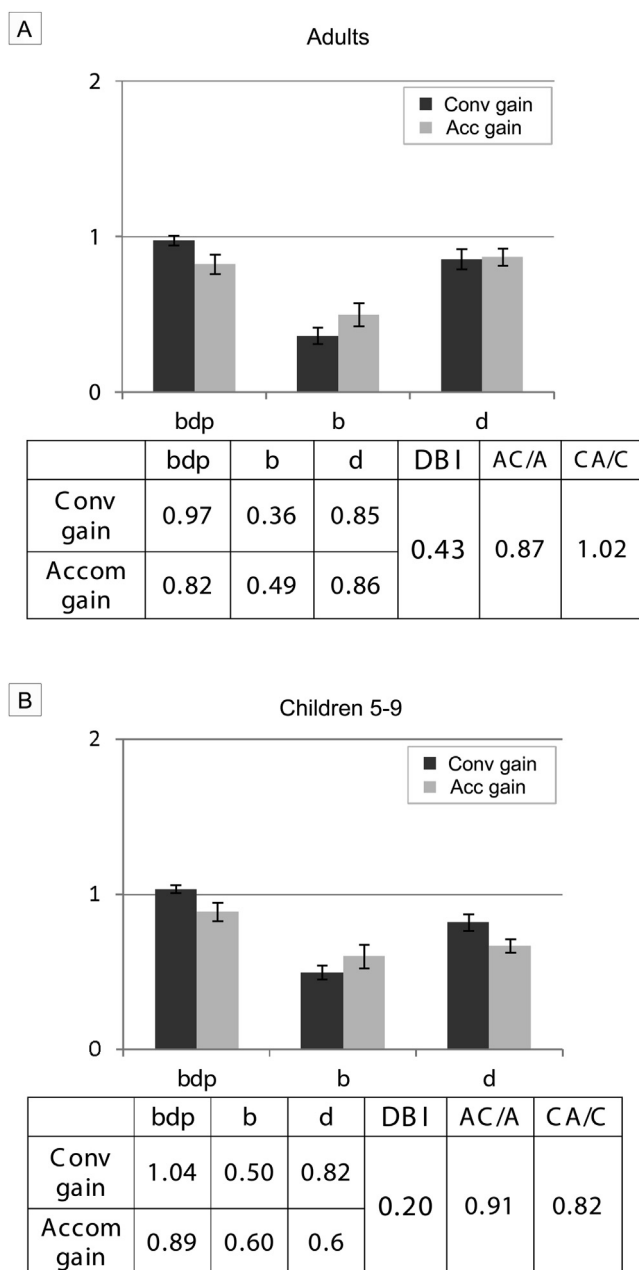 A
Adults
2
Conv gain
Acc gain
1
0
bdp b d
bdp b d DBI AC/A CA/C
Conv gain 0.97 0.36 0.85 0.43 0.87 1.02
Accom gain 0.82 0.49 0.86
B
Children 5-9
2
Conv gain
Acc gain
1
0
bdp b d
bdp b d DBI AC/A CA/C
Conv gain 1.04 0.50 0.82 0.20 0.91 0.82
Accom gain 0.89 0.60 0.6